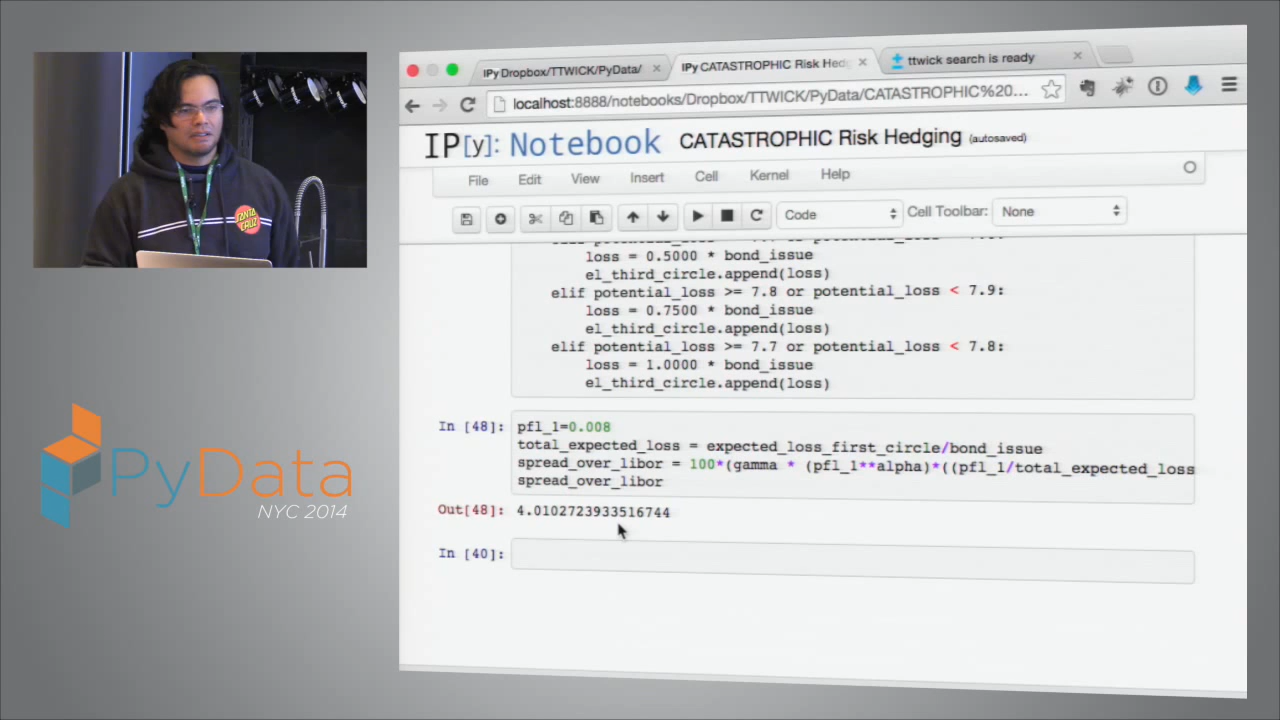 SANTA
CRUZ
PyData
NYC 2014
IPy Dropbox/TTWICK/PyData/
IPy CATASTROPHIC Risk Hedg
ttwick search is ready
localhost:8888/notebooks/Dropbox/TTWICK/PyData/CATASTROPHIC%20...
IP[y]: Notebook CATASTROPHIC Risk Hedging (autosaved)
File Edit View Insert Cell Kernel Help
Code Cell Toolbar: None
loss = 0.5000 * bond_issue
el_third_circle.append(loss)
elif potential_loss >= 7.8 or potential_loss < 7.9:
loss = 0.7500 * bond_issue
el_third_circle.append(loss)
elif potential_loss >= 7.7 or potential_loss < 7.8:
loss = 1.0000 * bond_issue
el_third_circle.append(loss)
In [48]: pfl_1=0.008
total_expected_loss = expected_loss_first_circle/bond_issue
spread_over_libor = 100*(gamma * (pfl_1**alpha)*((pfl_1/total_expected_loss
spread_over_libor
Out[48]: 4.0102723933516744
In [40]: